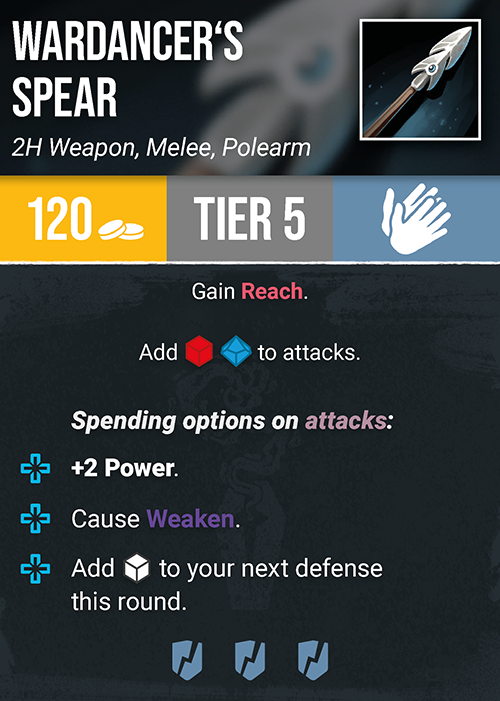 WARDANCER‘S
SPEAR
2H Weapon, Melee, Polearm
120
TIER 5
Gain Reach.
Add to attacks.
Spending options on attacks:
+2 Power.
Cause Weaken.
Add to your next defense
this round.